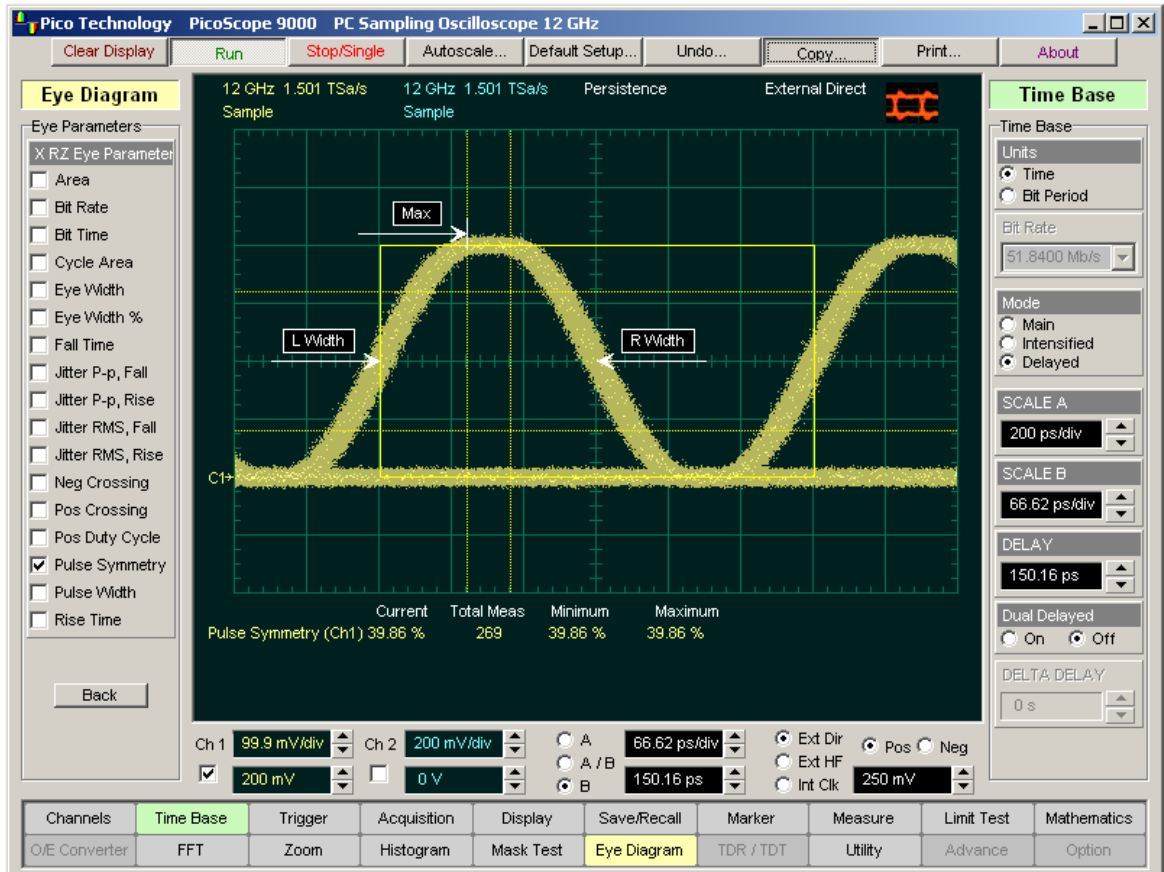 Pico Technology PicoScope 9000 PC Sampling Oscilloscope 12 GHz
Clear Display Run Stop/Single Autoscale... Default Setup... Undo... Copy... Print... About
Eye Diagram
Eye Parameters
X RZ Eye Parameter
Area
Bit Rate
Bit Time
Cycle Area
Eye Width
Eye Width %
Fall Time
Jitter P-p, Fall
Jitter P-p, Rise
Jitter RMS, Fall
Jitter RMS, Rise
Neg Crossing
Pos Crossing
Pos Duty Cycle
Pulse Symmetry
Pulse Width
Rise Time
Back
12 GHz 1.501 TSa/s 12 GHz 1.501 TSa/s Persistence External Direct
Sample Sample
Max
L Width R Width
C1
Current Total Meas Minimum Maximum
Pulse Symmetry (Ch1) 39.86 % 269 39.86 % 39.86 %
Time Base
Time Base
Units
Time
Bit Period
Bit Rate
51.8400 Mb/s
Mode
Main
Intensified
Delayed
SCALE A
200 ps/div
SCALE B
66.62 ps/div
DELAY
150.16 ps
Dual Delayed
On Off
DELTA DELAY
0 s
Ch 1 99.9 mV/div Ch 2 200 mV/div A 66.62 ps/div Ext Dir Pos Neg
A / B Ext HF
200 mV 0 V B 150.16 ps Int Clk 250 mV
Channels Time Base Trigger Acquisition Display Save/Recall Marker Measure Limit Test Mathematics
O/E Converter FFT Zoom Histogram Mask Test Eye Diagram TDR / TDT Utility Advance Option